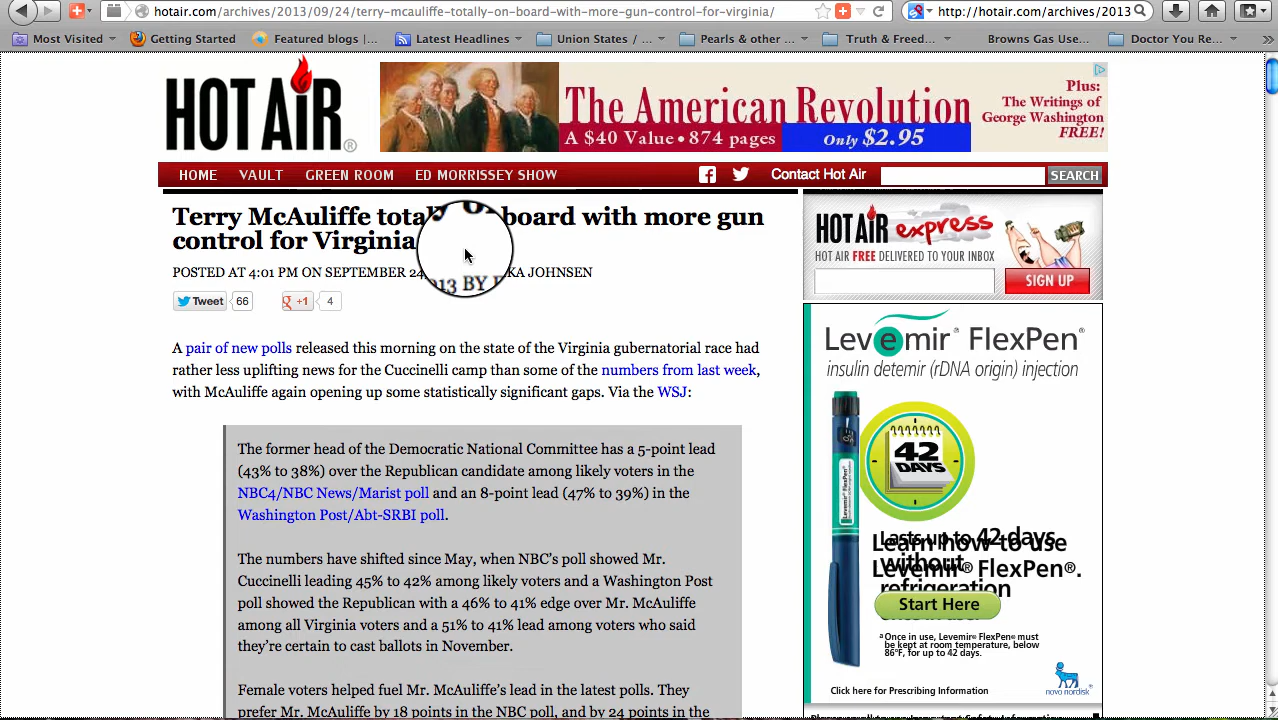 hotair.com/archives/2013/09/24/terry-mcauliffe-totally-on-board-with-more-gun-control-for-virginia/
http://hotair.com/archives/2013
Most Visited
Getting Started
Featured blogs |...
Latest Headlines
Union States / ...
Pearls & other ...
Truth & Freed...
Browns Gas Use...
Doctor You Re...
HOT AIR
The American Revolution
A $40 Value • 874 pages
Only $2.95
Plus:
The Writings of
George Washington
FREE!
HOME
VAULT
GREEN ROOM
ED MORRISSEY SHOW
Contact Hot Air
SEARCH
Terry McAuliffe board with more gun
control for Virginia
POSTED AT 4:01 PM ON SEPTEMBER 24, 013 BY JOHNSEN
Tweet 66 +1 4
A pair of new polls released this morning on the state of the Virginia gubernatorial race had
rather less uplifting news for the Cuccinelli camp than some of the numbers from last week,
with McAuliffe again opening up some statistically significant gaps. Via the WSJ:
The former head of the Democratic National Committee has a 5-point lead
(43% to 38%) over the Republican candidate among likely voters in the
NBC4/NBC News/Marist poll and an 8-point lead (47% to 39%) in the
Washington Post/Abt-SRBI poll.
The numbers have shifted since May, when NBC's poll showed Mr.
Cuccinelli leading 45% to 42% among likely voters and a Washington Post
poll showed the Republican with a 46% to 41% edge over Mr. McAuliffe
among all Virginia voters and a 51% to 41% lead among voters who said
they're certain to cast ballots in November.
Female voters helped fuel Mr. McAuliffe's lead in the latest polls. They
prefer Mr. McAuliffe by 18 points in the NBC poll, and by 24 points in the
HOT AIR express
HOT AIR FREE DELIVERED TO YOUR INBOX
SIGN UP
Levemir® FlexPen®
insulin detemir (rDNA origin) injection
42
DAYS
Lasts up to 42 days
without
refrigeration
Learn how to use
Levemir® FlexPen®.
Start Here
a Once in use, Levemir® FlexPen® must
be kept at room temperature, below
86°F, for up to 42 days.
Click here for Prescribing Information
novo nordisk